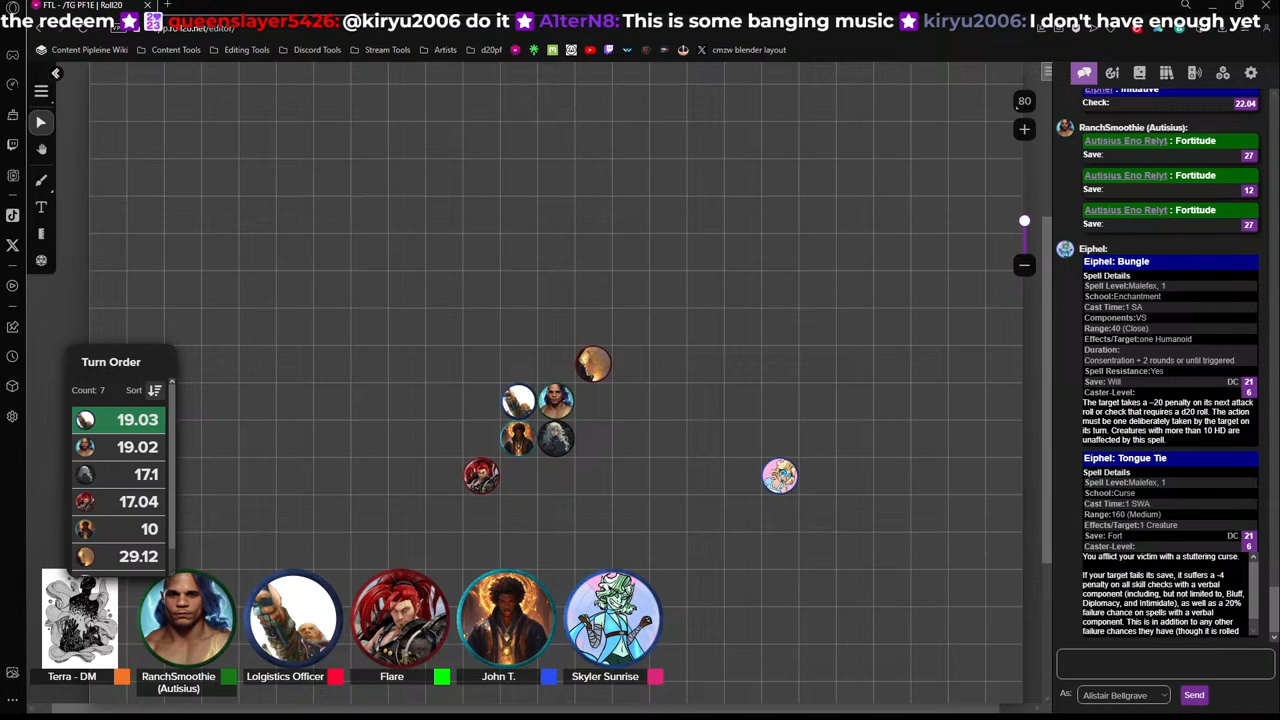 the redeem queenslayer5426: @kiryu2006 do it A1terN8: This is some banging music kiryu2006: I don't have enough yet
FTL - /TG PF1E | Roll20
app.roll20.net/editor/
Content Pipleine Wiki Content Tools Editing Tools Discord Tools Stream Tools Artists d20pf cmzw blender layout
80
Turn Order
Count: 7 Sort
19.03
19.02
17.1
17.04
10
29.12
Terra - DM
RanchSmoothie
(Autisius)
Lolgistics Officer
Flare
John T.
Skyler Sunrise
Eiphel : Initiative
Check: 22.04
RanchSmoothie (Autisius):
Autisius Eno Relyt : Fortitude
Save: 27
Autisius Eno Relyt : Fortitude
Save: 12
Autisius Eno Relyt : Fortitude
Save: 27
Eiphel:
Eiphel: Bungle
Spell Details
Spell Level:Malefex, 1
School:Enchantment
Cast Time:1 SA
Components:VS
Range:40 (Close)
Effects/Target:one Humanoid
Duration:
Concentration + 2 rounds or until triggered
Spell Resistance:Yes
Save: Will DC 21
Caster-Level: 6
The target takes a –20 penalty on its next attack
roll or check that requires a d20 roll. The action
must be one deliberately taken by the target on
its turn. Creatures with more than 10 HD are
unaffected by this spell.
Eiphel: Tongue Tie
Spell Details
Spell Level:Malefex, 1
School:Curse
Cast Time:1 SWA
Range:160 (Medium)
Effects/Target:1 Creature
Save: Fort DC 21
Caster-Level: 6
You afflict your victim with a stuttering curse.
If your target fails its save, it suffers a -4
penalty on all skill checks with a verbal
component (including, but not limited to, Bluff,
Diplomacy, and Intimidate), as well as a 20%
failure chance on spells with a verbal
component. This is in addition to any other
failure chances they have (though it is rolled
As: Alistair Bellgrave Send